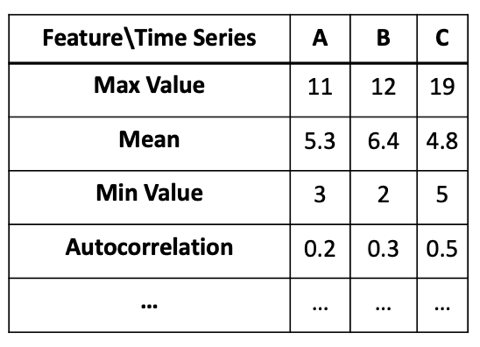 Feature\Time Series A B C
Max Value 11 12 19
Mean 5.3 6.4 4.8
Min Value 3 2 5
Autocorrelation 0.2 0.3 0.5
... ... ... ...